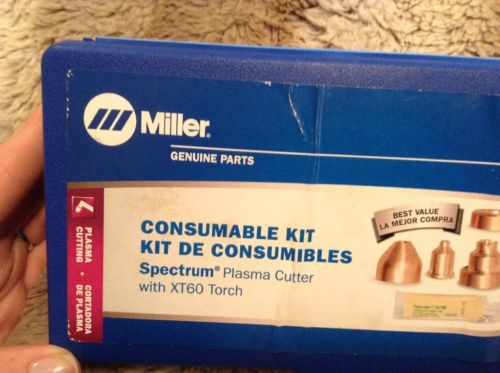 Miller®
GENUINE PARTS
PLASMA
CUTTING
•
CORTADORA
DE PLASMA
CONSUMABLE KIT
KIT DE CONSUMIBLES
Spectrum® Plasma Cutter
with XT60 Torch
BEST VALUE
LA MEJOR COMPRA